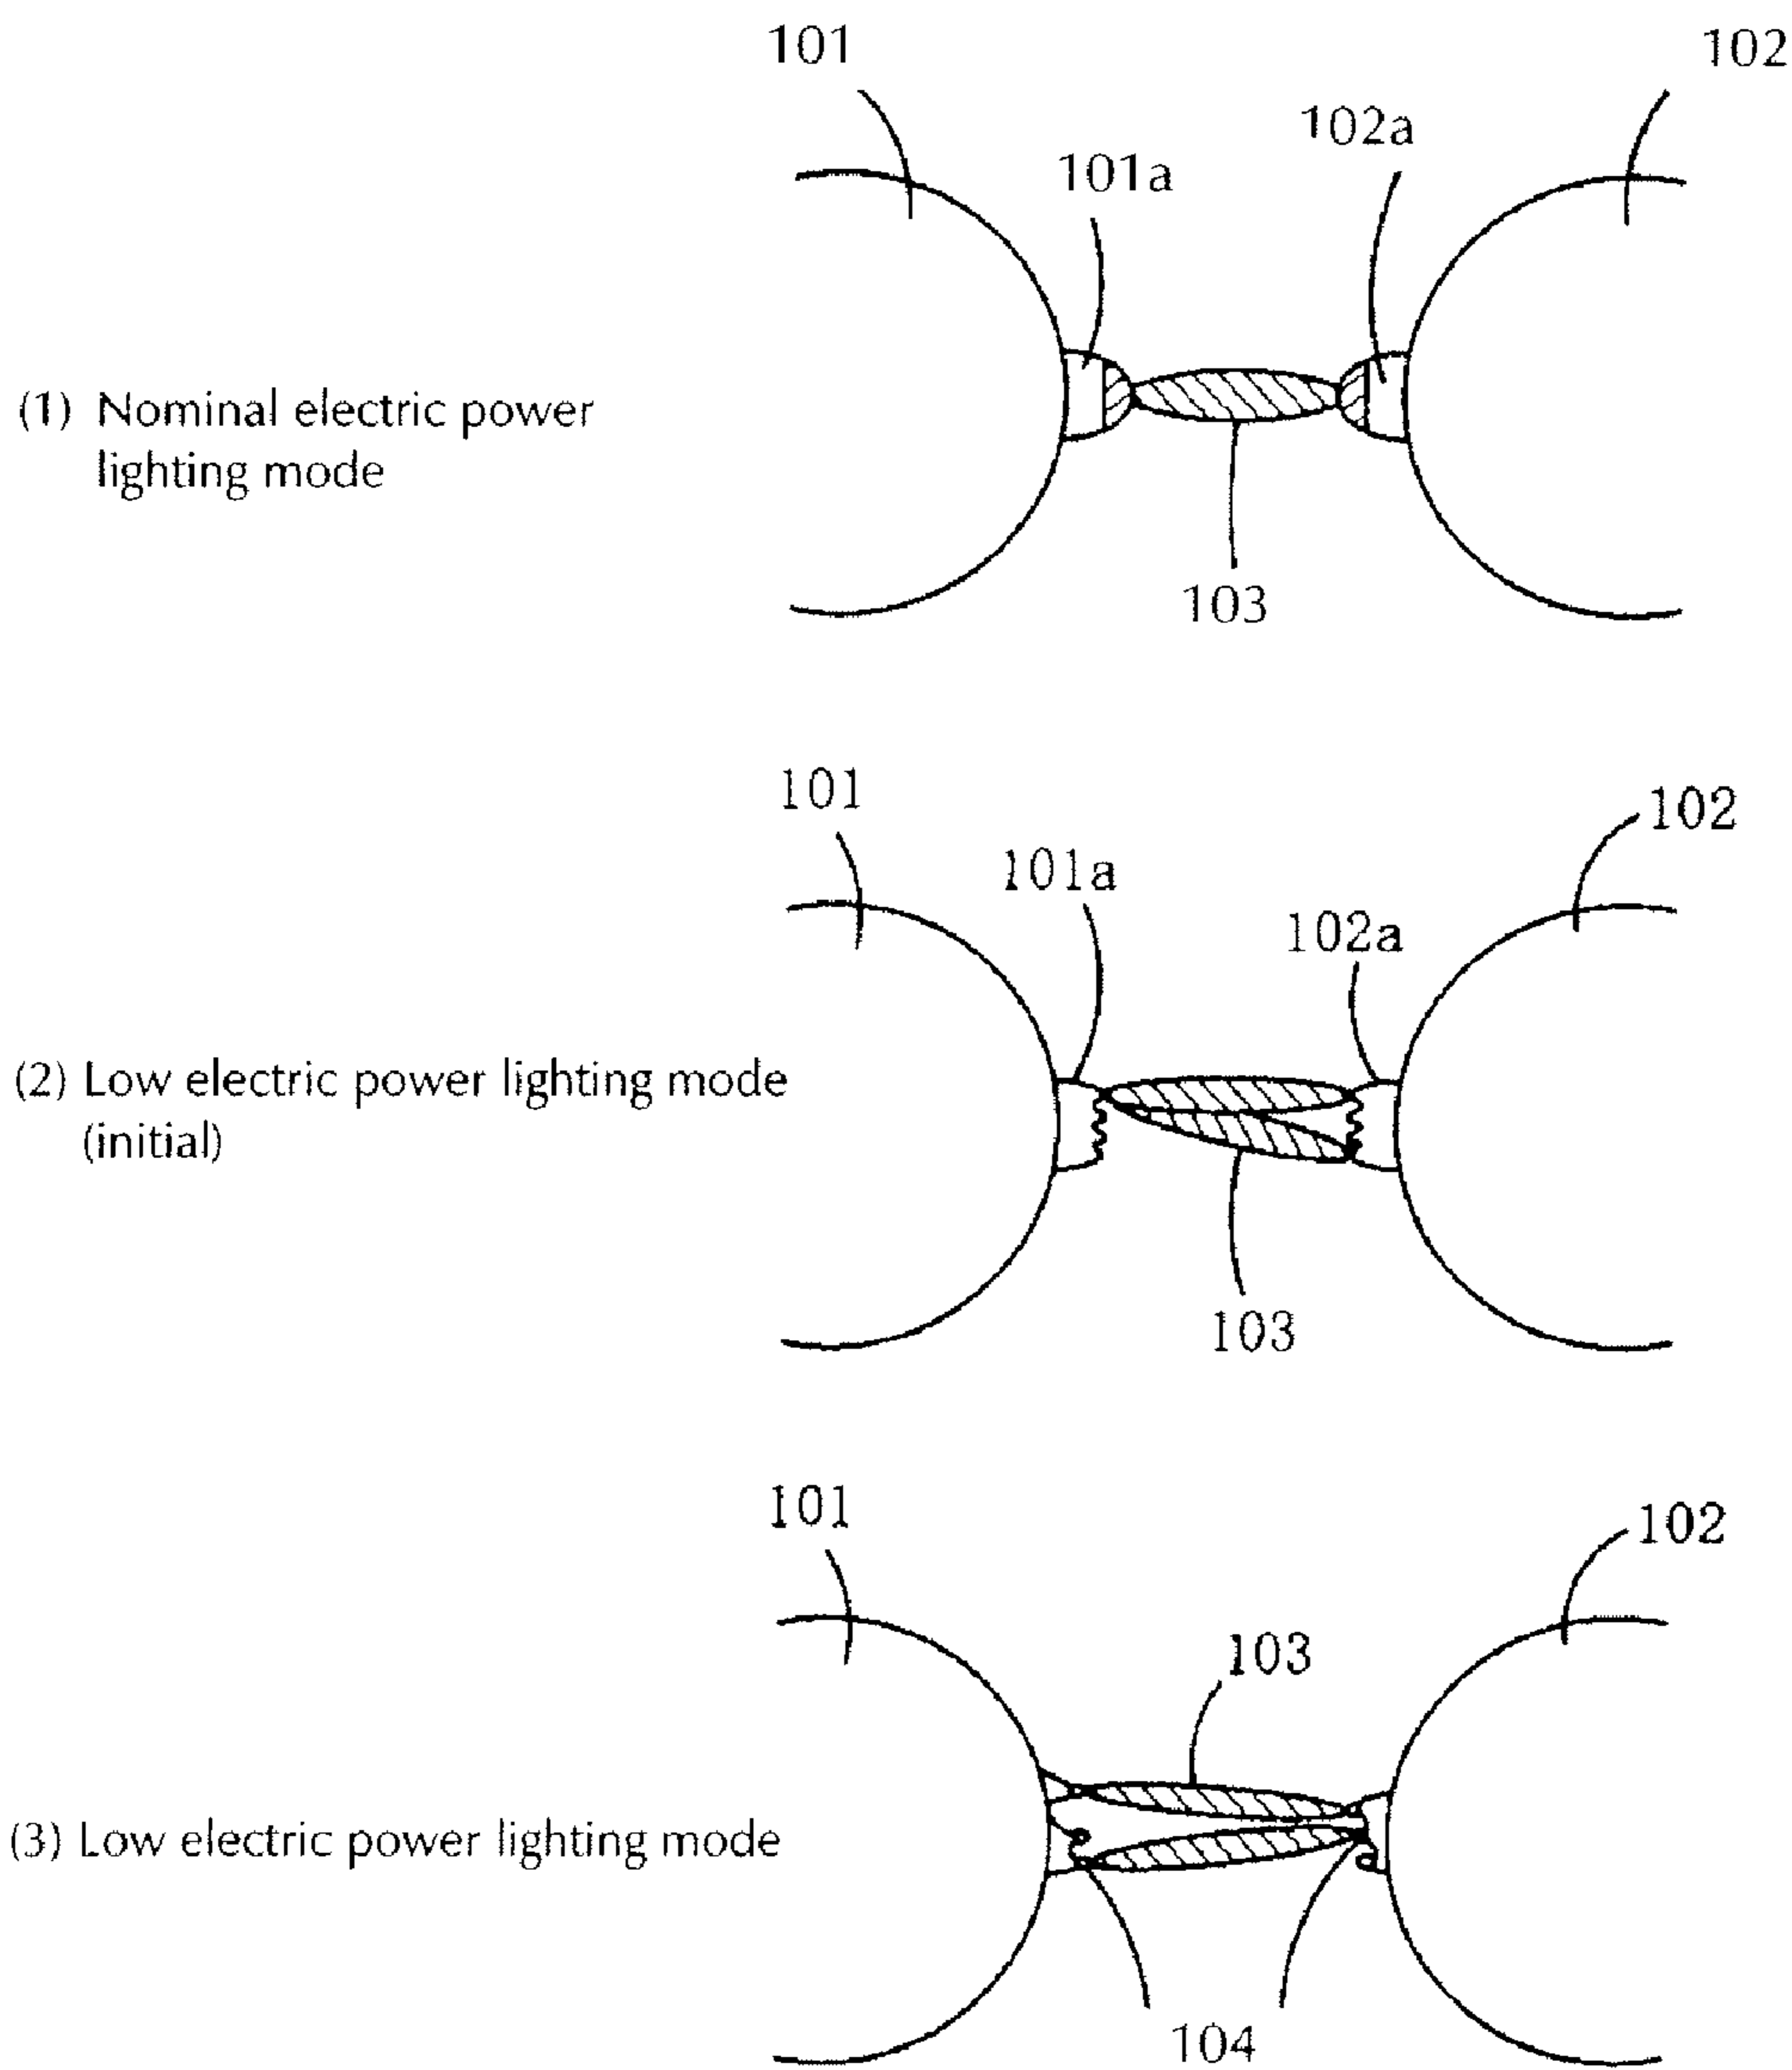 101
102
102a
101a
(1) Nominal electric power
lighting mode
103
101
102
101a
102a
(2) Low electric power lighting mode
(initial)
103
101
102
103
(3) Low electric power lighting mode
104